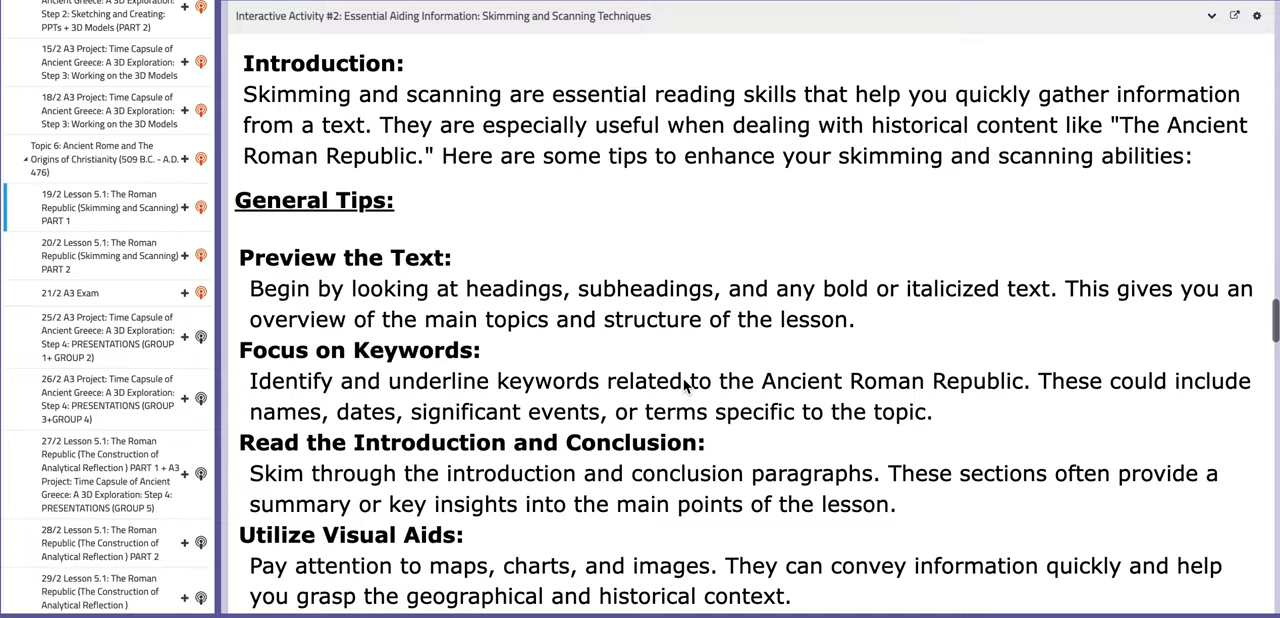 Ancient Greece: A 3D Exploration:
Step 2: Sketching and Creating:
PPTs + 3D Models (PART 2)
15/2 A3 Project: Time Capsule of
Ancient Greece: A 3D Exploration:
Step 3: Working on the 3D Models
18/2 A3 Project: Time Capsule of
Ancient Greece: A 3D Exploration:
Step 3: Working on the 3D Models
Topic 6: Ancient Rome and The
Origins of Christianity (509 B.C. - A.D.
476)
19/2 Lesson 5.1: The Roman
Republic (Skimming and Scanning)
PART 1
20/2 Lesson 5.1: The Roman
Republic (Skimming and Scanning)
PART 2
21/2 A3 Exam
25/2 A3 Project: Time Capsule of
Ancient Greece: A 3D Exploration:
Step 4: PRESENTATIONS (GROUP
1+ GROUP 2)
26/2 A3 Project: Time Capsule of
Ancient Greece: A 3D Exploration:
Step 4: PRESENTATIONS (GROUP
3+GROUP 4)
27/2 Lesson 5.1: The Roman
Republic (The Construction of
Analytical Reflection ) PART 1 + A3
Project: Time Capsule of Ancient
Greece: A 3D Exploration: Step 4:
PRESENTATIONS (GROUP 5)
28/2 Lesson 5.1: The Roman
Republic (The Construction of
Analytical Reflection ) PART 2
29/2 Lesson 5.1: The Roman
Republic (The Construction of
Analytical Reflection )
Interactive Activity #2: Essential Aiding Information: Skimming and Scanning Techniques
Introduction:
Skimming and scanning are essential reading skills that help you quickly gather information
from a text. They are especially useful when dealing with historical content like "The Ancient
Roman Republic." Here are some tips to enhance your skimming and scanning abilities:
General Tips:
Preview the Text:
Begin by looking at headings, subheadings, and any bold or italicized text. This gives you an
overview of the main topics and structure of the lesson.
Focus on Keywords:
Identify and underline keywords related to the Ancient Roman Republic. These could include
names, dates, significant events, or terms specific to the topic.
Read the Introduction and Conclusion:
Skim through the introduction and conclusion paragraphs. These sections often provide a
summary or key insights into the main points of the lesson.
Utilize Visual Aids:
Pay attention to maps, charts, and images. They can convey information quickly and help
you grasp the geographical and historical context.